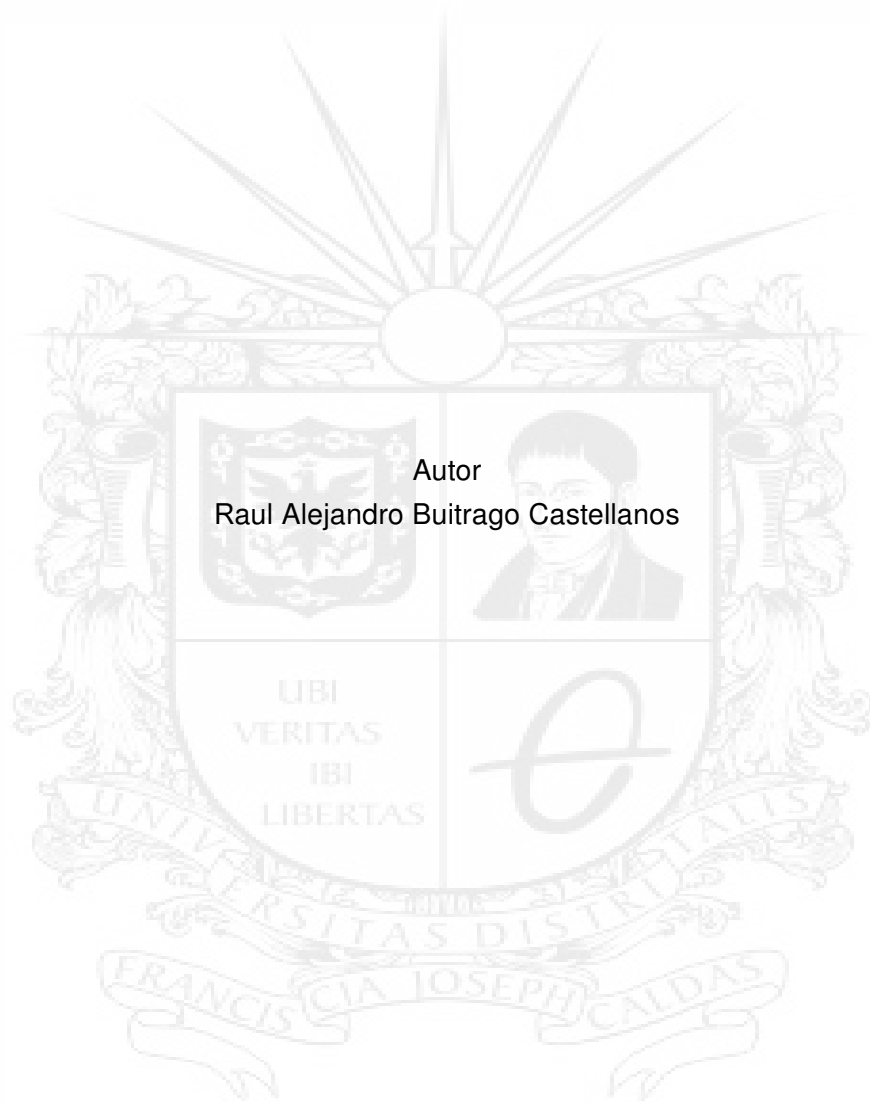 Autor
Raul Alejandro Buitrago Castellanos
UBI
VERITAS
IBI
LIBERTAS
UNIVERSITAS DISTRITALIS
FRANCISCIA JOSEPH CALDAS